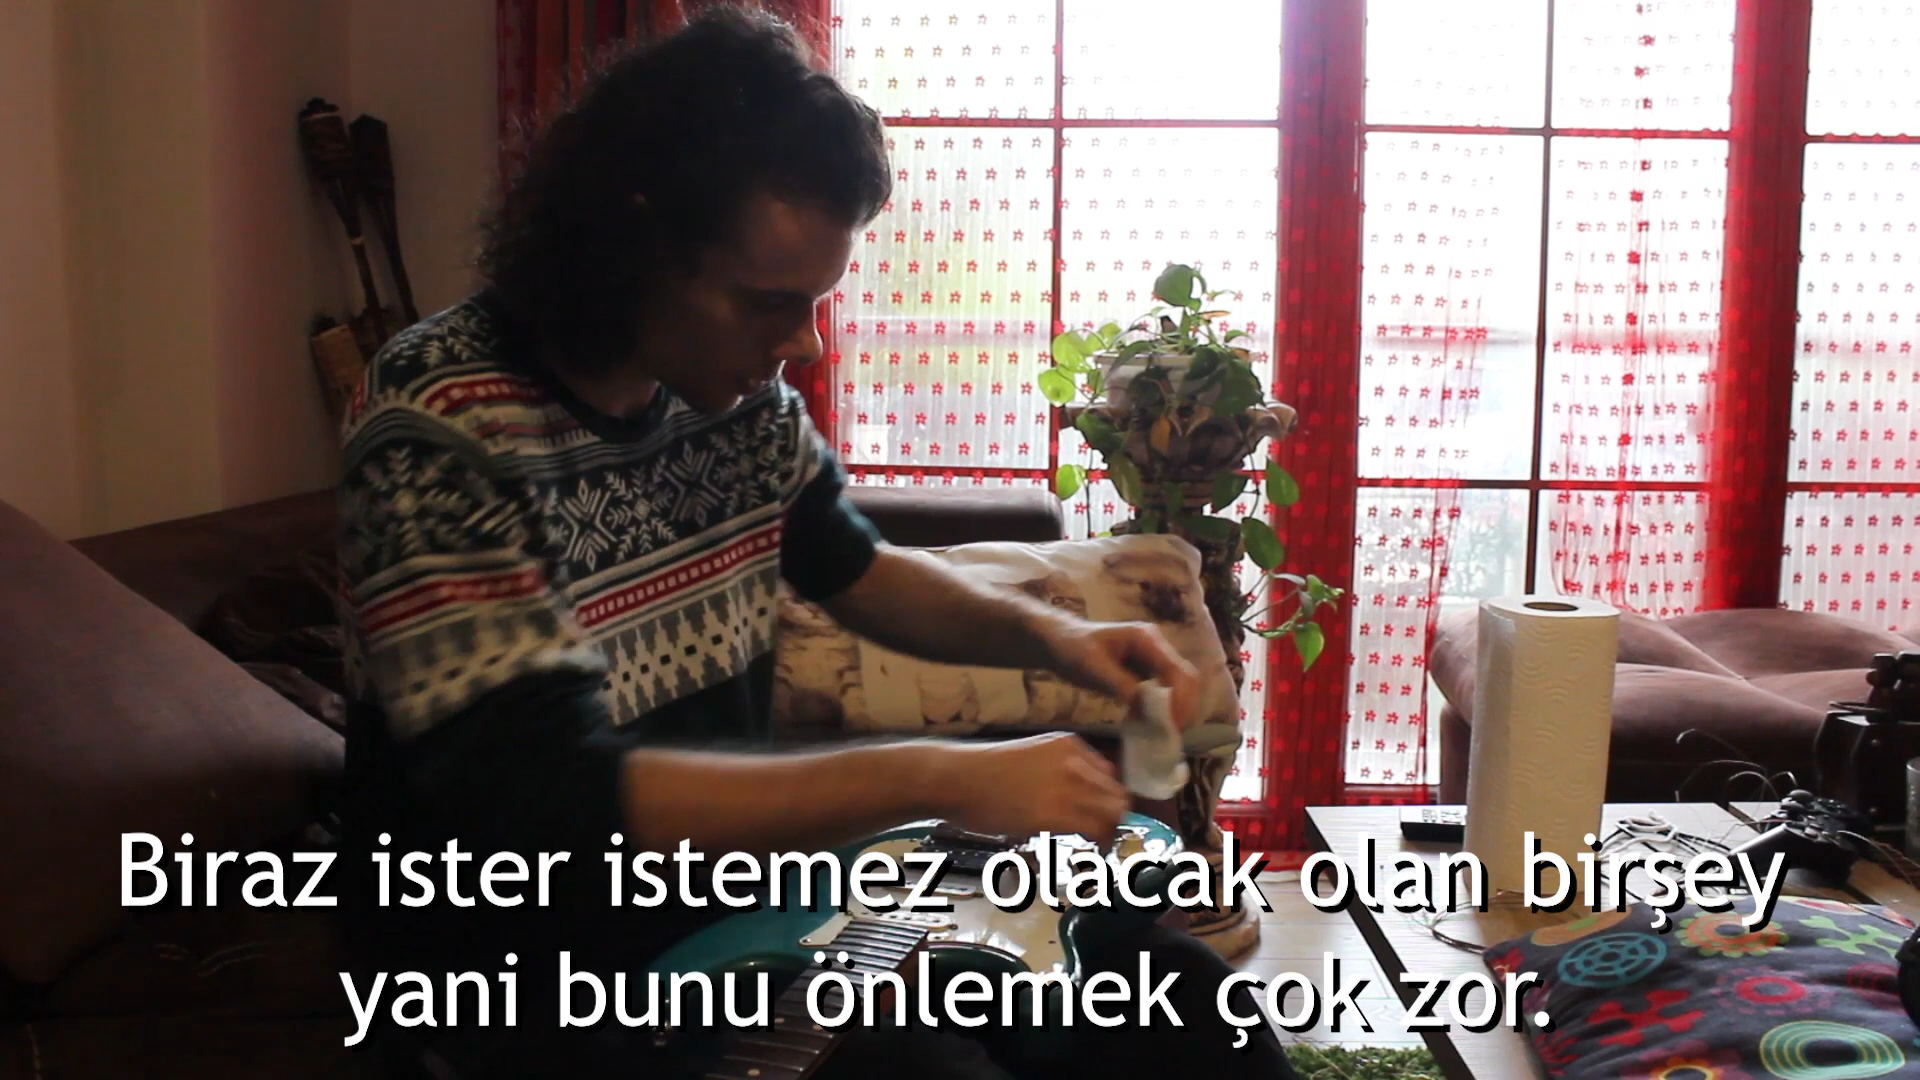 Biraz ister istemez olacak olan birşey
yani bunu önlemek çok zor.